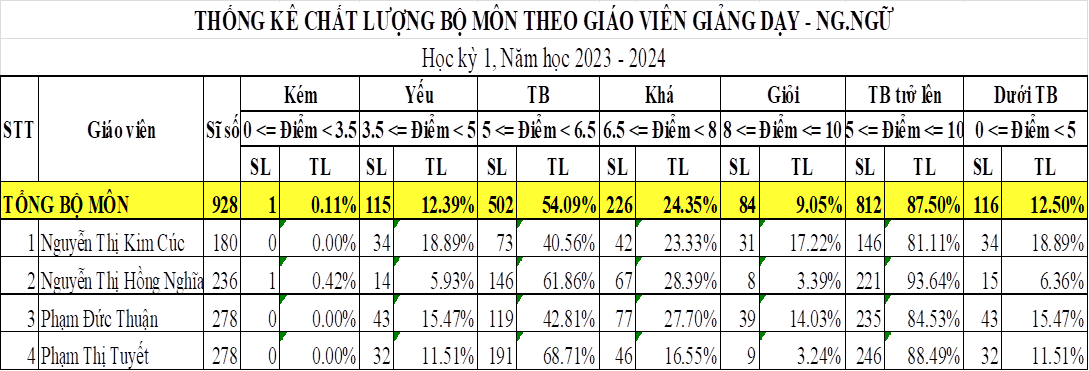 THỐNG KÊ CHẤT LƯỢNG BỘ MÔN THEO GIÁO VIÊN GIẢNG DẠY - NG.NGỮ
Học kỳ 1, Năm học 2023 - 2024
STT Giáo viên Sĩ số Kém Yếu TB Khá Giỏi TB trở lên Dưới TB
0 <= Điểm < 3.5 3.5 <= Điểm < 5 5 <= Điểm < 6.5 6.5 <= Điểm < 8 8 <= Điểm <= 10 5 <= Điểm <= 10 0 <= Điểm < 5
SL TL SL TL SL TL SL TL SL TL SL TL SL TL
TỔNG BỘ MÔN 928 1 0.11% 115 12.39% 502 54.09% 226 24.35% 84 9.05% 812 87.50% 116 12.50%
1 Nguyễn Thị Kim Cúc 180 0 0.00% 34 18.89% 73 40.56% 42 23.33% 31 17.22% 146 81.11% 34 18.89%
2 Nguyễn Thị Hồng Nghĩa 236 1 0.42% 14 5.93% 146 61.86% 67 28.39% 8 3.39% 221 93.64% 15 6.36%
3 Phạm Đức Thuận 278 0 0.00% 43 15.47% 119 42.81% 77 27.70% 39 14.03% 235 84.53% 43 15.47%
4 Phạm Thị Tuyết 278 0 0.00% 32 11.51% 191 68.71% 46 16.55% 9 3.24% 246 88.49% 32 11.51%